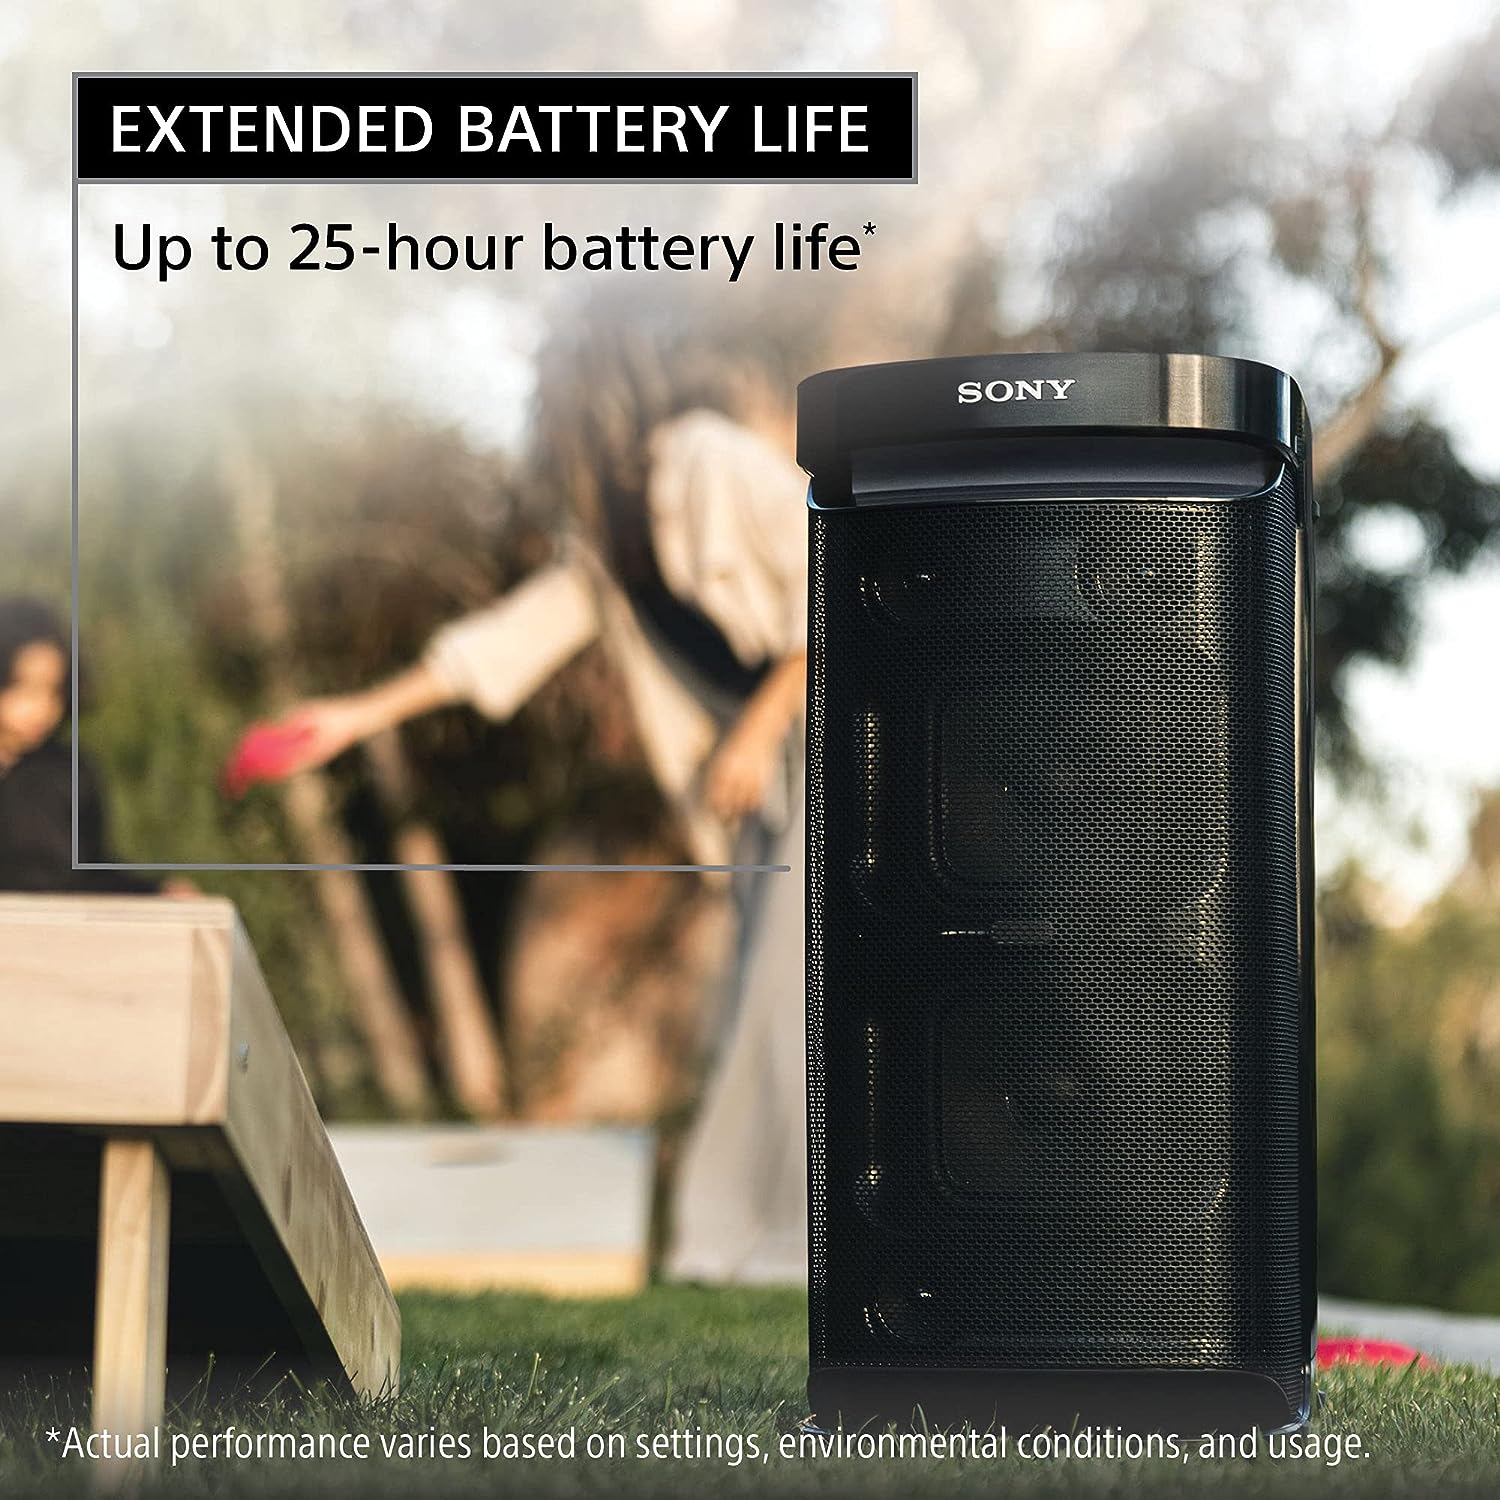 EXTENDED BATTERY LIFE
Up to 25-hour battery life*
SONY
*Actual performance varies based on settings, environmental conditions, and usage.